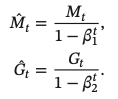 M̂_t = M_t / (1 − β_1^t),
Ĝ_t = G_t / (1 − β_2^t).